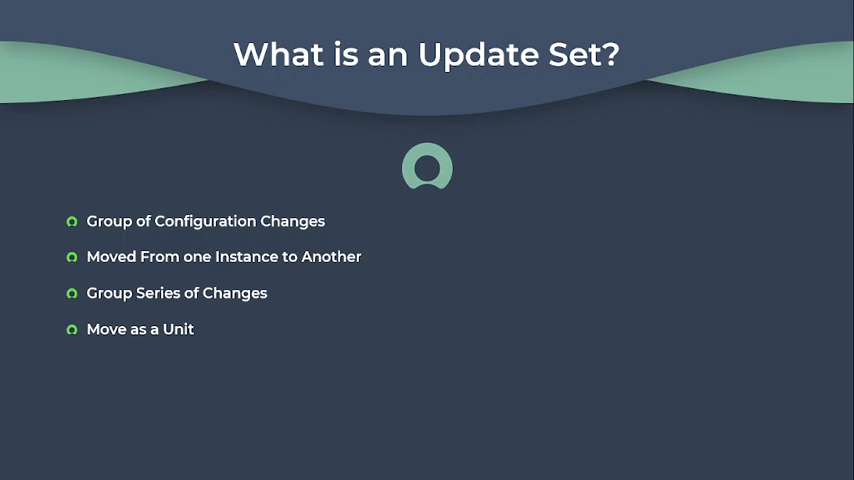 What is an Update Set?
Group of Configuration Changes
Moved From one Instance to Another
Group Series of Changes
Move as a Unit